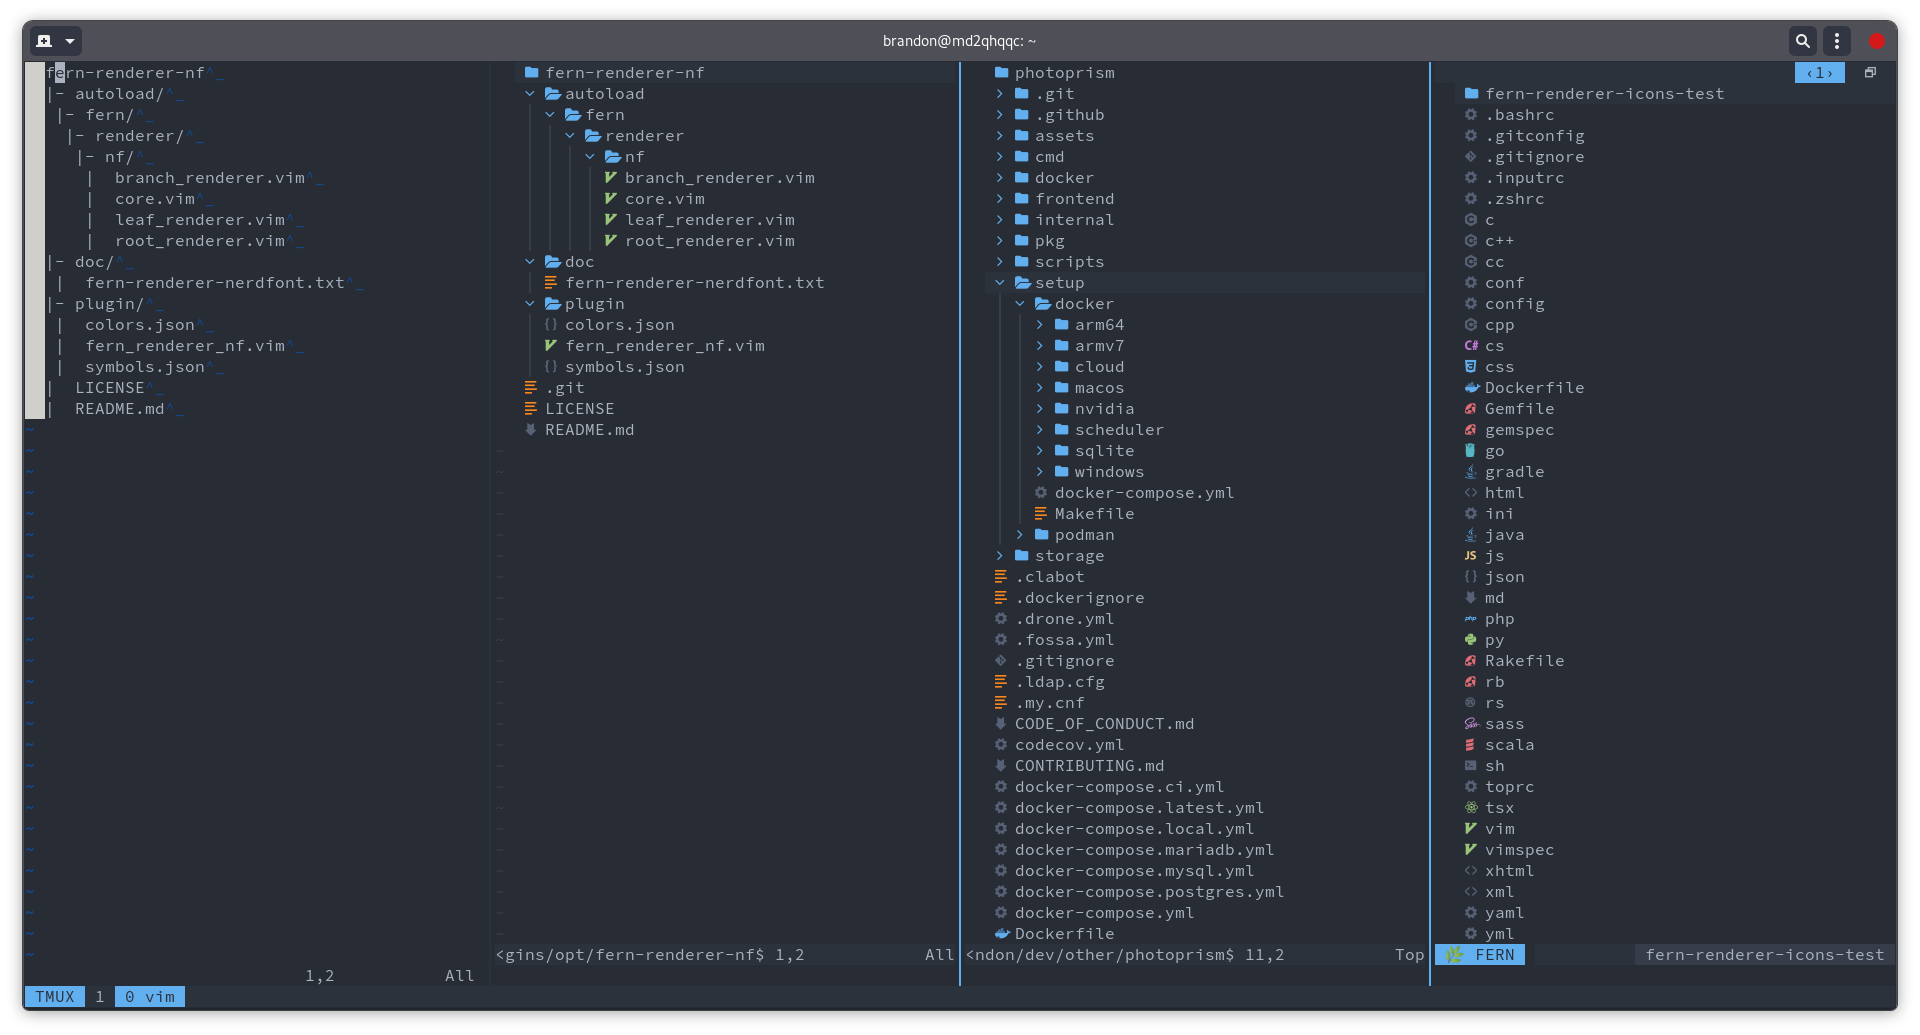 brandon@md2qhqqc: ~
fern-renderer-nf^_
|- autoload/^_
|- fern/^_
|- renderer/^_
|- nf/^_
| branch_renderer.vim^_
| core.vim^_
| leaf_renderer.vim^_
| root_renderer.vim^_
|- doc/^_
| fern-renderer-nerdfont.txt^_
|- plugin/^_
| colors.json^_
| fern_renderer_nf.vim^_
| symbols.json^_
| LICENSE^_
| README.md^_
1,2 All
fern-renderer-nf
autoload
fern
renderer
nf
branch_renderer.vim
core.vim
leaf_renderer.vim
root_renderer.vim
doc
fern-renderer-nerdfont.txt
plugin
{} colors.json
fern_renderer_nf.vim
{} symbols.json
.git
LICENSE
README.md
<gins/opt/fern-renderer-nf$ 1,2 All
photoprism
.git
.github
assets
cmd
docker
frontend
internal
pkg
scripts
setup
docker
arm64
armv7
cloud
macos
nvidia
scheduler
sqlite
windows
docker-compose.yml
Makefile
podman
storage
.clabot
.dockerignore
.drone.yml
.fossa.yml
.gitignore
.ldap.cfg
.my.cnf
CODE_OF_CONDUCT.md
codecov.yml
CONTRIBUTING.md
docker-compose.ci.yml
docker-compose.latest.yml
docker-compose.local.yml
docker-compose.mariadb.yml
docker-compose.mysql.yml
docker-compose.postgres.yml
docker-compose.yml
Dockerfile
<ndon/dev/other/photoprism$ 11,2 Top
‹1›
fern-renderer-icons-test
.bashrc
.gitconfig
.gitignore
.inputrc
.zshrc
c
c++
cc
conf
config
cpp
C# cs
css
Dockerfile
Gemfile
gemspec
go
gradle
<> html
ini
java
JS js
{} json
md
php php
py
Rakefile
rb
rs
Sass sass
scala
sh
toprc
tsx
vim
vimspec
<> xhtml
<> xml
yaml
yml
FERN fern-renderer-icons-test
TMUX 1 0 vim